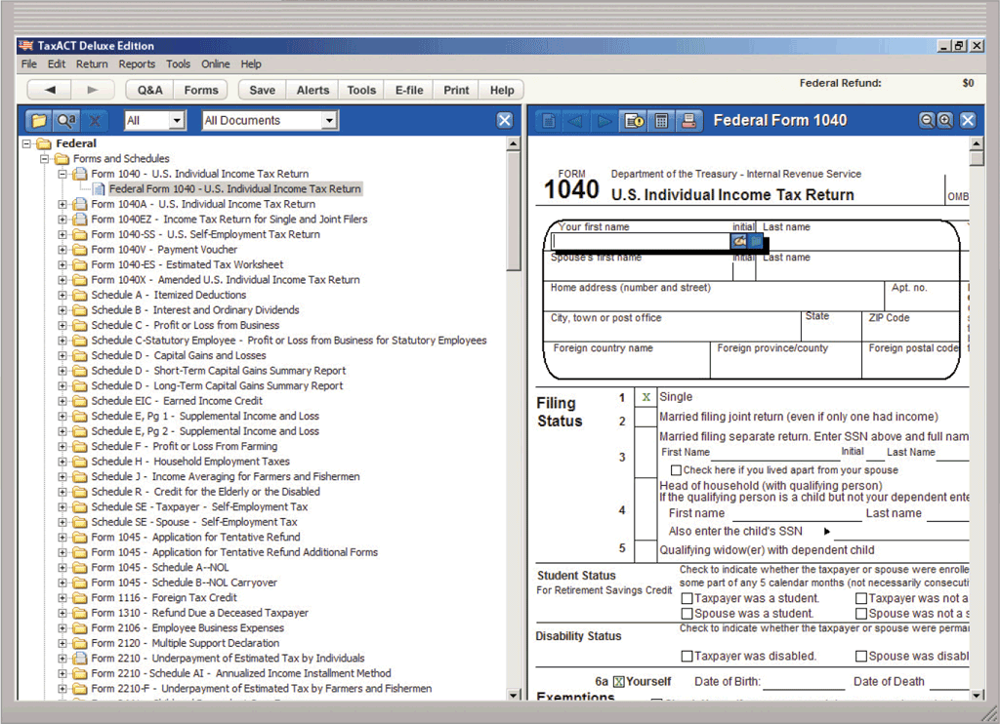 TaxACT Deluxe Edition
File Edit Return Reports Tools Online Help
Q&A Forms Save Alerts Tools E-file Print Help Federal Refund: $0
All All Documents
Federal
Forms and Schedules
Form 1040 - U.S. Individual Income Tax Return
Federal Form 1040 - U.S. Individual Income Tax Return
Form 1040A - U.S. Individual Income Tax Return
Form 1040EZ - Income Tax Return for Single and Joint Filers
Form 1040-SS - U.S. Self-Employment Tax Return
Form 1040V - Payment Voucher
Form 1040-ES - Estimated Tax Worksheet
Form 1040X - Amended U.S. Individual Income Tax Return
Schedule A - Itemized Deductions
Schedule B - Interest and Ordinary Dividends
Schedule C - Profit or Loss from Business
Schedule C-Statutory Employee - Profit or Loss from Business for Statutory Employees
Schedule D - Capital Gains and Losses
Schedule D - Short-Term Capital Gains Summary Report
Schedule D - Long-Term Capital Gains Summary Report
Schedule EIC - Earned Income Credit
Schedule E, Pg 1 - Supplemental Income and Loss
Schedule E, Pg 2 - Supplemental Income and Loss
Schedule F - Profit or Loss From Farming
Schedule H - Household Employment Taxes
Schedule J - Income Averaging for Farmers and Fishermen
Schedule R - Credit for the Elderly or the Disabled
Schedule SE - Taxpayer - Self-Employment Tax
Schedule SE - Spouse - Self-Employment Tax
Form 1045 - Application for Tentative Refund
Form 1045 - Application for Tentative Refund Additional Forms
Form 1045 - Schedule A--NOL
Form 1045 - Schedule B--NOL Carryover
Form 1116 - Foreign Tax Credit
Form 1310 - Refund Due a Deceased Taxpayer
Form 2106 - Employee Business Expenses
Form 2120 - Multiple Support Declaration
Form 2210 - Underpayment of Estimated Tax by Individuals
Form 2210 - Schedule AI - Annualized Income Installment Method
Form 2210-F - Underpayment of Estimated Tax by Farmers and Fishermen
Federal Form 1040
FORM Department of the Treasury - Internal Revenue Service
1040 U.S. Individual Income Tax Return OMB
Your first name initial Last name
Spouse's first name initial Last name
Home address (number and street) Apt. no.
City, town or post office State ZIP Code
Foreign country name Foreign province/county Foreign postal code
Filing Status
1 X Single
2 Married filing joint return (even if only one had income)
Married filing separate return. Enter SSN above and full nam
3 First Name Initial Last Name
Check here if you lived apart from your spouse
Head of household (with qualifying person)
If the qualifying person is a child but not your dependent ente
4 First name Last name
Also enter the child's SSN
5 Qualifying widow(er) with dependent child
Student Status Check to indicate whether the taxpayer or spouse were enrolle
For Retirement Savings Credit some part of any 5 calendar months (not necessarily consecuti
Taxpayer was a student. Taxpayer was not a
Spouse was a student. Spouse was not a s
Disability Status Check to indicate whether the taxpayer or spouse were perma
Taxpayer was disabled. Spouse was disabl
6a X Yourself Date of Birth: Date of Death
Exemptions